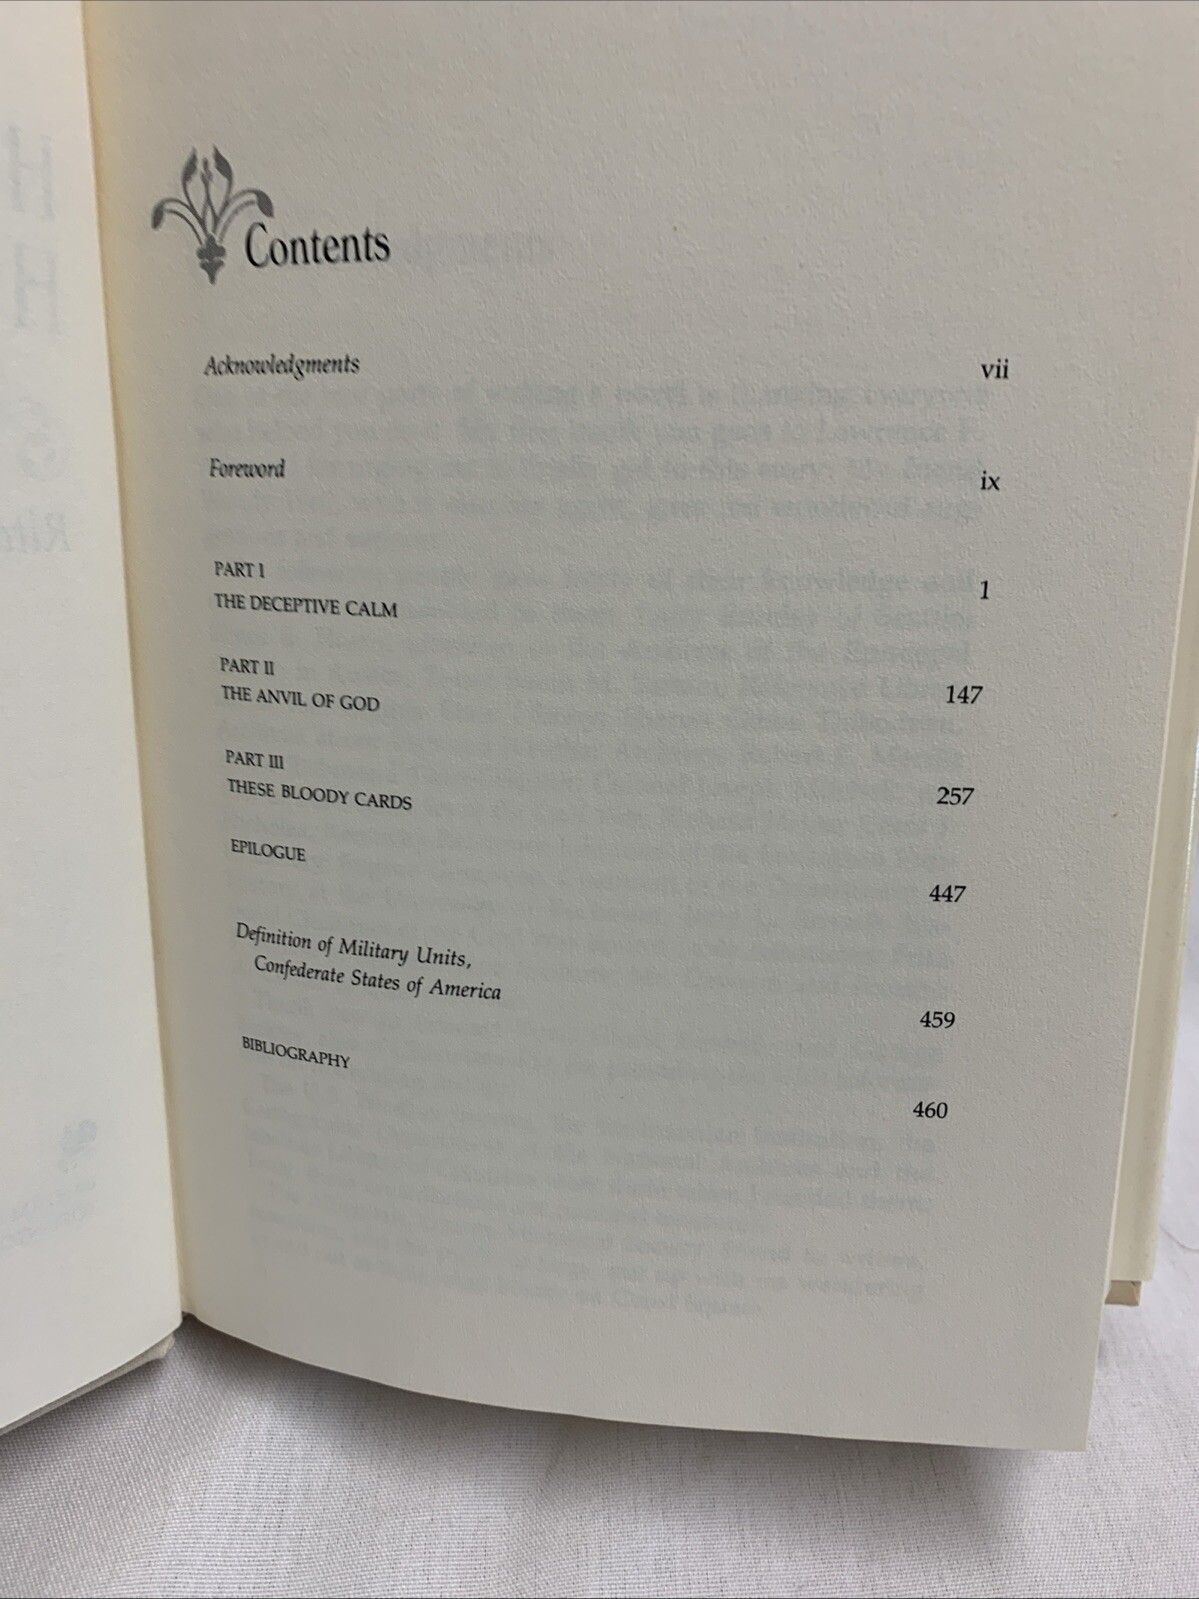 Contents
Acknowledgments vii
Foreword ix
PART I
THE DECEPTIVE CALM 1
PART II
THE ANVIL OF GOD 147
PART III
THESE BLOODY CARDS 257
EPILOGUE 447
Definition of Military Units,
Confederate States of America 459
BIBLIOGRAPHY 460